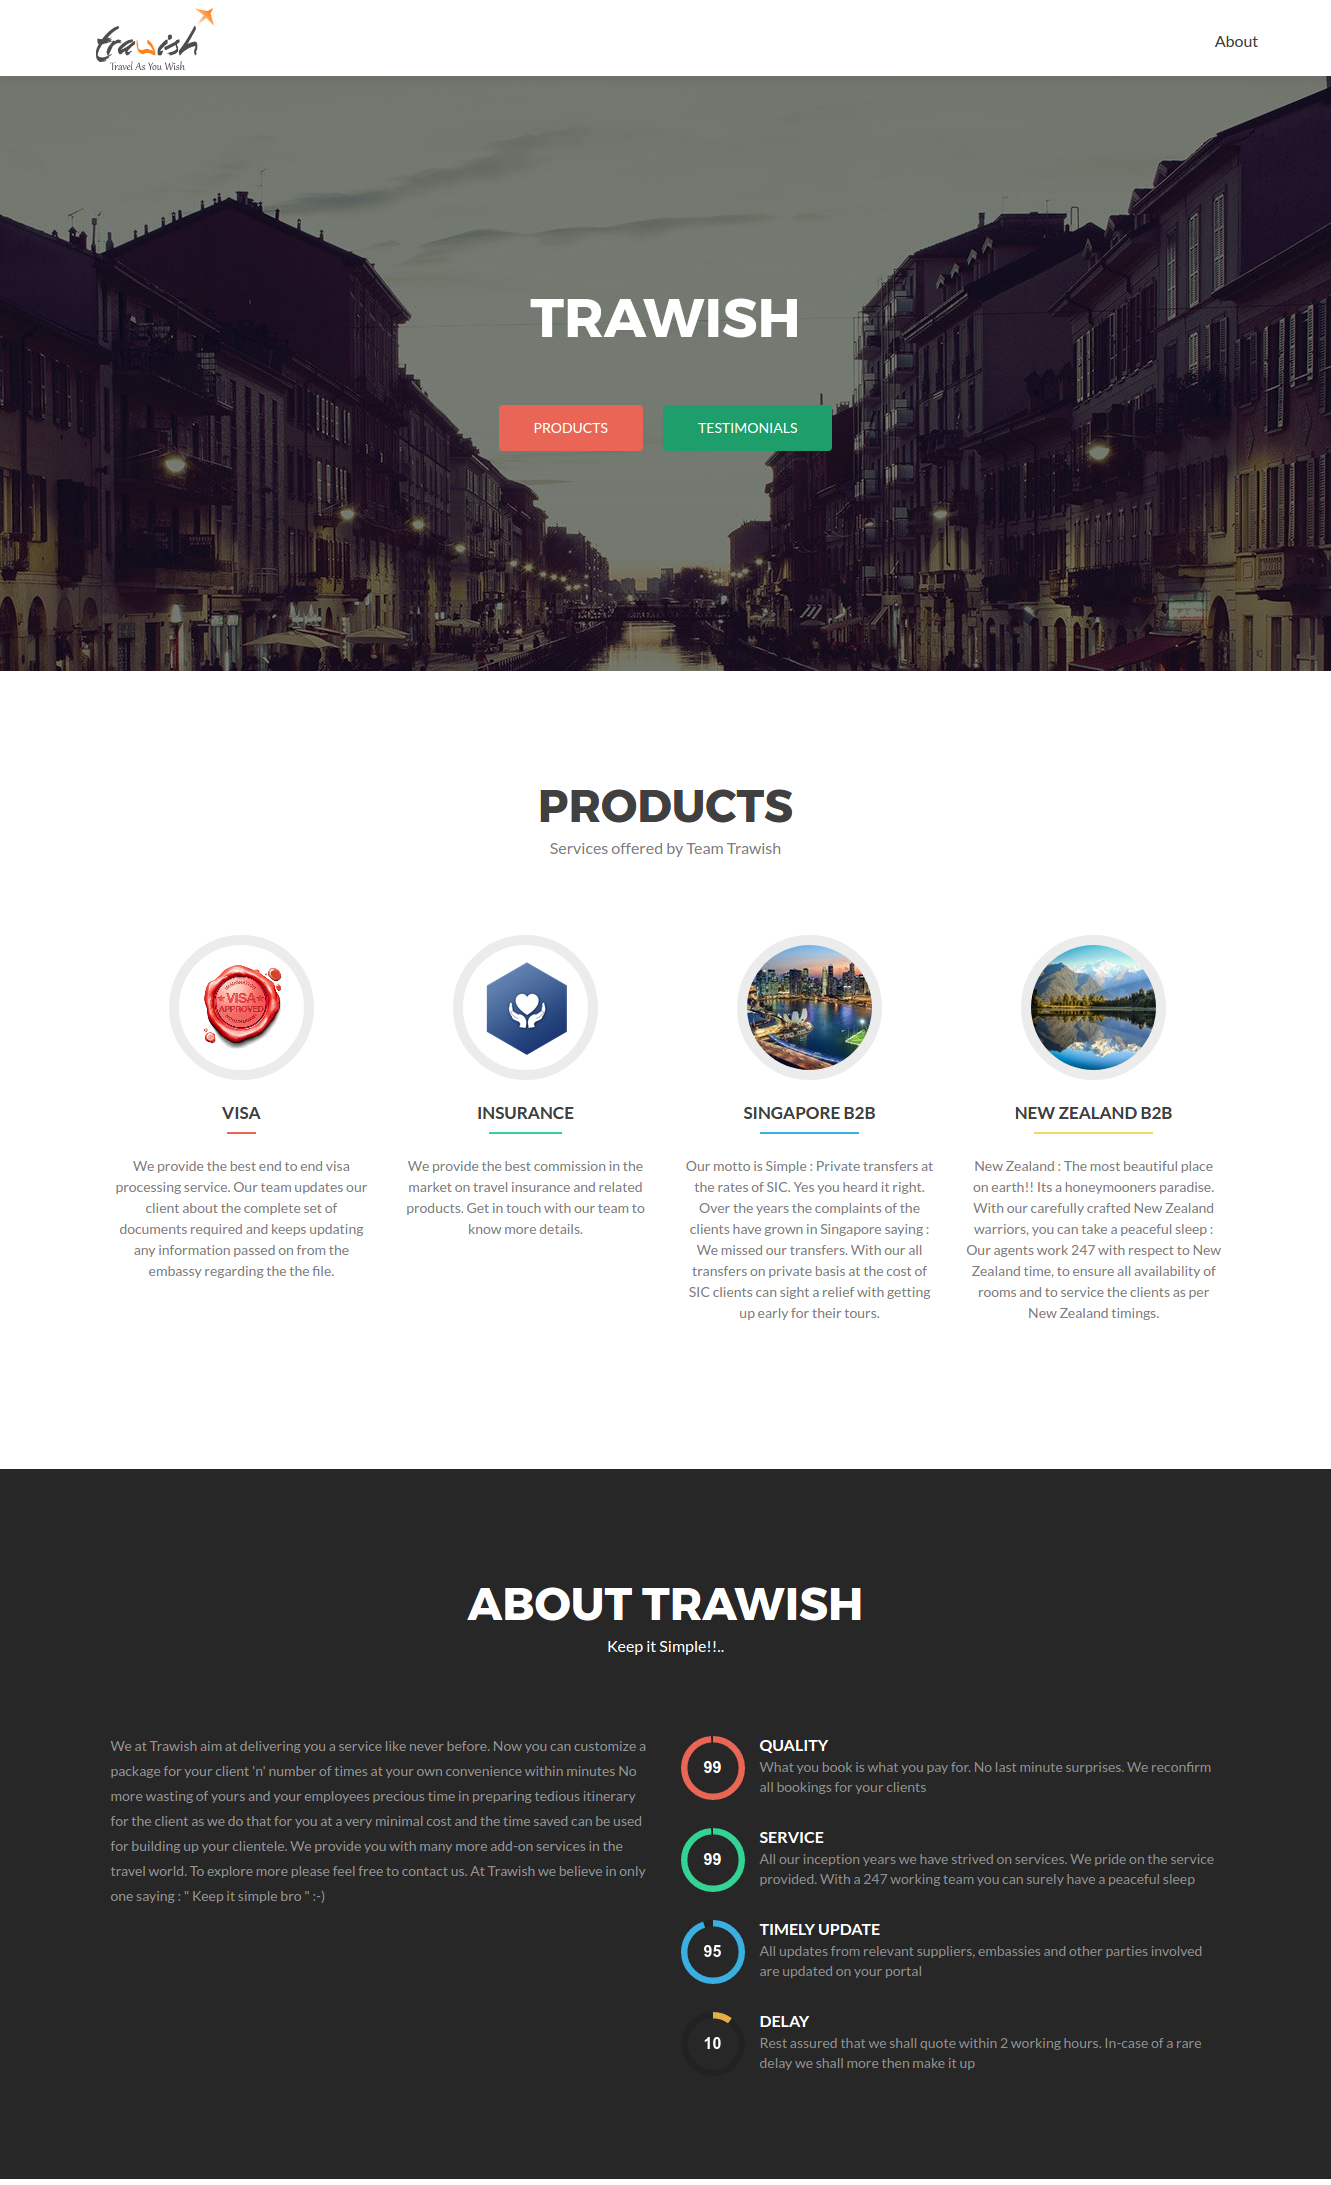 trawish
Travel As You Wish
About
TRAWISH
PRODUCTS
TESTIMONIALS
PRODUCTS
Services offered by Team Trawish
VISA
APPROVED
VISA
We provide the best end to end visa
processing service. Our team updates our
client about the complete set of
documents required and keeps updating
any information passed on from the
embassy regarding the the file.
INSURANCE
We provide the best commission in the
market on travel insurance and related
products. Get in touch with our team to
know more details.
SINGAPORE B2B
Our motto is Simple : Private transfers at
the rates of SIC. Yes you heard it right.
Over the years the complaints of the
clients have grown in Singapore saying :
We missed our transfers. With our all
transfers on private basis at the cost of
SIC clients can sight a relief with getting
up early for their tours.
NEW ZEALAND B2B
New Zealand : The most beautiful place
on earth!! Its a honeymooners paradise.
With our carefully crafted New Zealand
warriors, you can take a peaceful sleep :
Our agents work 247 with respect to New
Zealand time, to ensure all availability of
rooms and to service the clients as per
New Zealand timings.
ABOUT TRAWISH
Keep it Simple!!..
We at Trawish aim at delivering you a service like never before. Now you can customize a
package for your client 'n' number of times at your own convenience within minutes No
more wasting of yours and your employees precious time in preparing tedious itinerary
for the client as we do that for you at a very minimal cost and the time saved can be used
for building up your clientele. We provide you with many more add-on services in the
travel world. To explore more please feel free to contact us. At Trawish we believe in only
one saying : " Keep it simple bro " :-)
99
QUALITY
What you book is what you pay for. No last minute surprises. We reconfirm
all bookings for your clients
99
SERVICE
All our inception years we have strived on services. We pride on the service
provided. With a 247 working team you can surely have a peaceful sleep
95
TIMELY UPDATE
All updates from relevant suppliers, embassies and other parties involved
are updated on your portal
10
DELAY
Rest assured that we shall quote within 2 working hours. In-case of a rare
delay we shall more then make it up